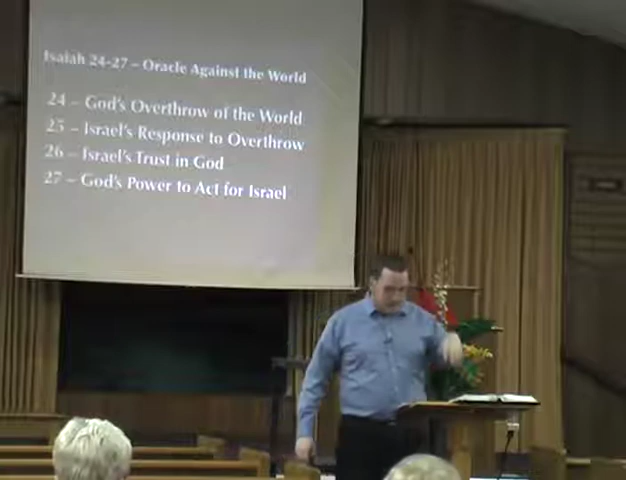 Isaiah 24-27 – Oracle Against the World
24 – God's Overthrow of the World
25 – Israel's Response to Overthrow
26 – Israel's Trust in God
27 – God's Power to Act for Israel